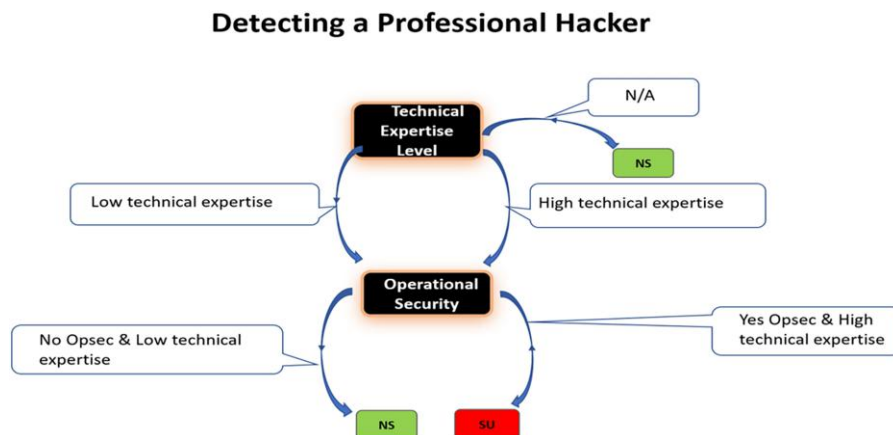 Detecting a Professional Hacker
N/A
Technical
Expertise
Level
NS
Low technical expertise
High technical expertise
Operational
Security
No Opsec & Low technical
expertise
Yes Opsec & High
technical expertise
NS
SU